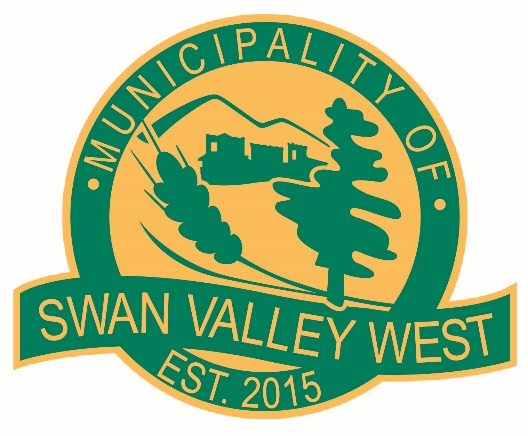 • MUNICIPALITY OF •
SWAN VALLEY WEST
EST. 2015